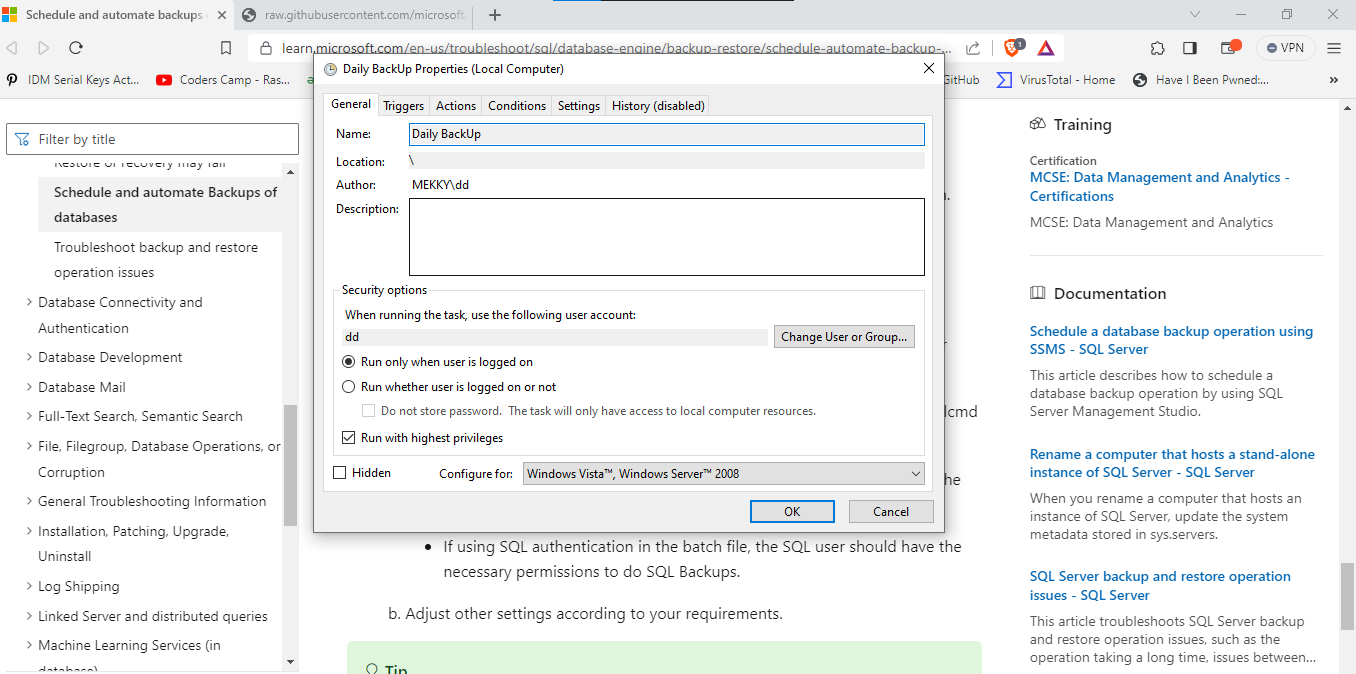 Schedule and automate backups
raw.githubusercontent.com/microsoft
learn.microsoft.com/en-us/troubleshoot/sql/database-engine/backup-restore/schedule-automate-backup-...
1
VPN
IDM Serial Keys Act...
Coders Camp - Ras...
GitHub
VirusTotal - Home
Have I Been Pwned:...
»
Filter by title
Restore or recovery may fail
Schedule and automate Backups of
databases
Troubleshoot backup and restore
operation issues
Database Connectivity and
Authentication
Database Development
Database Mail
Full-Text Search, Semantic Search
File, Filegroup, Database Operations, or
Corruption
General Troubleshooting Information
Installation, Patching, Upgrade,
Uninstall
Log Shipping
Linked Server and distributed queries
Machine Learning Services (in
database)
Daily BackUp Properties (Local Computer)
General Triggers Actions Conditions Settings History (disabled)
Name: Daily BackUp
Location: \
Author: MEKKY\dd
Description:
Security options
When running the task, use the following user account:
dd
Change User or Group...
Run only when user is logged on
Run whether user is logged on or not
Do not store password. The task will only have access to local computer resources.
Run with highest privileges
Hidden
Configure for: Windows Vista™, Windows Server™ 2008
OK Cancel
n.
r
lcmd
he
• If using SQL authentication in the batch file, the SQL user should have the
necessary permissions to do SQL Backups.
b. Adjust other settings according to your requirements.
Tip
Training
Certification
MCSE: Data Management and Analytics -
Certifications
MCSE: Data Management and Analytics
Documentation
Schedule a database backup operation using
SSMS - SQL Server
This article describes how to schedule a
database backup operation by using SQL
Server Management Studio.
Rename a computer that hosts a stand-alone
instance of SQL Server - SQL Server
When you rename a computer that hosts an
instance of SQL Server, update the system
metadata stored in sys.servers.
SQL Server backup and restore operation
issues - SQL Server
This article troubleshoots SQL Server backup
and restore operation issues, such as the
operation taking a long time, issues between...